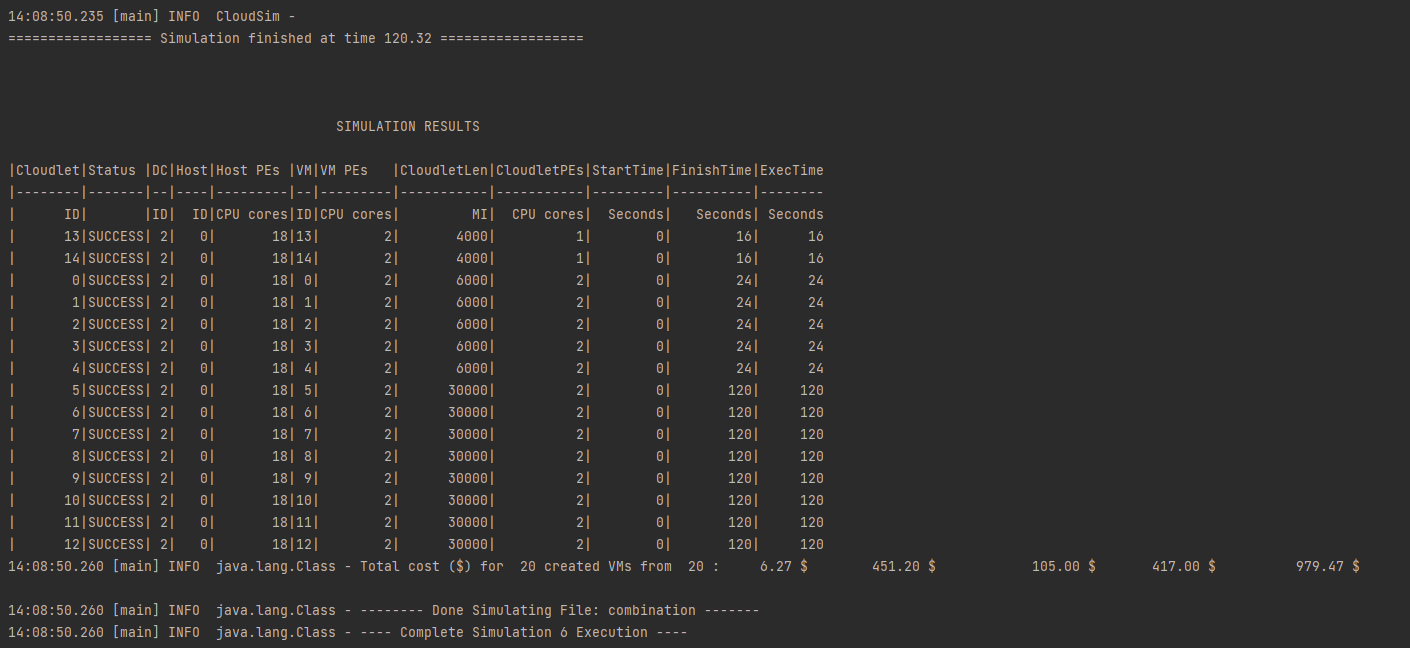 14:08:50.235 [main] INFO  CloudSim -
================== Simulation finished at time 120.32 ==================
                                         SIMULATION RESULTS
|Cloudlet|Status |DC|Host|Host PEs |VM|VM PEs   |CloudletLen|CloudletPEs|StartTime|FinishTime|ExecTime
|--------|-------|--|----|---------|--|---------|-----------|-----------|---------|----------|--------
|      ID|       |ID|  ID|CPU cores|ID|CPU cores|         MI|  CPU cores|  Seconds|   Seconds| Seconds
|      13|SUCCESS| 2|   0|       18|13|        2|       4000|          1|        0|        16|      16
|      14|SUCCESS| 2|   0|       18|14|        2|       4000|          1|        0|        16|      16
|       0|SUCCESS| 2|   0|       18| 0|        2|       6000|          2|        0|        24|      24
|       1|SUCCESS| 2|   0|       18| 1|        2|       6000|          2|        0|        24|      24
|       2|SUCCESS| 2|   0|       18| 2|        2|       6000|          2|        0|        24|      24
|       3|SUCCESS| 2|   0|       18| 3|        2|       6000|          2|        0|        24|      24
|       4|SUCCESS| 2|   0|       18| 4|        2|       6000|          2|        0|        24|      24
|       5|SUCCESS| 2|   0|       18| 5|        2|      30000|          2|        0|       120|     120
|       6|SUCCESS| 2|   0|       18| 6|        2|      30000|          2|        0|       120|     120
|       7|SUCCESS| 2|   0|       18| 7|        2|      30000|          2|        0|       120|     120
|       8|SUCCESS| 2|   0|       18| 8|        2|      30000|          2|        0|       120|     120
|       9|SUCCESS| 2|   0|       18| 9|        2|      30000|          2|        0|       120|     120
|      10|SUCCESS| 2|   0|       18|10|        2|      30000|          2|        0|       120|     120
|      11|SUCCESS| 2|   0|       18|11|        2|      30000|          2|        0|       120|     120
|      12|SUCCESS| 2|   0|       18|12|        2|      30000|          2|        0|       120|     120
14:08:50.260 [main] INFO  java.lang.Class - Total cost ($) for  20 created VMs from  20 :     6.27 $        451.20 $            105.00 $       417.00 $          979.47 $
14:08:50.260 [main] INFO  java.lang.Class - -------- Done Simulating File: combination -------
14:08:50.260 [main] INFO  java.lang.Class - ---- Complete Simulation 6 Execution ----